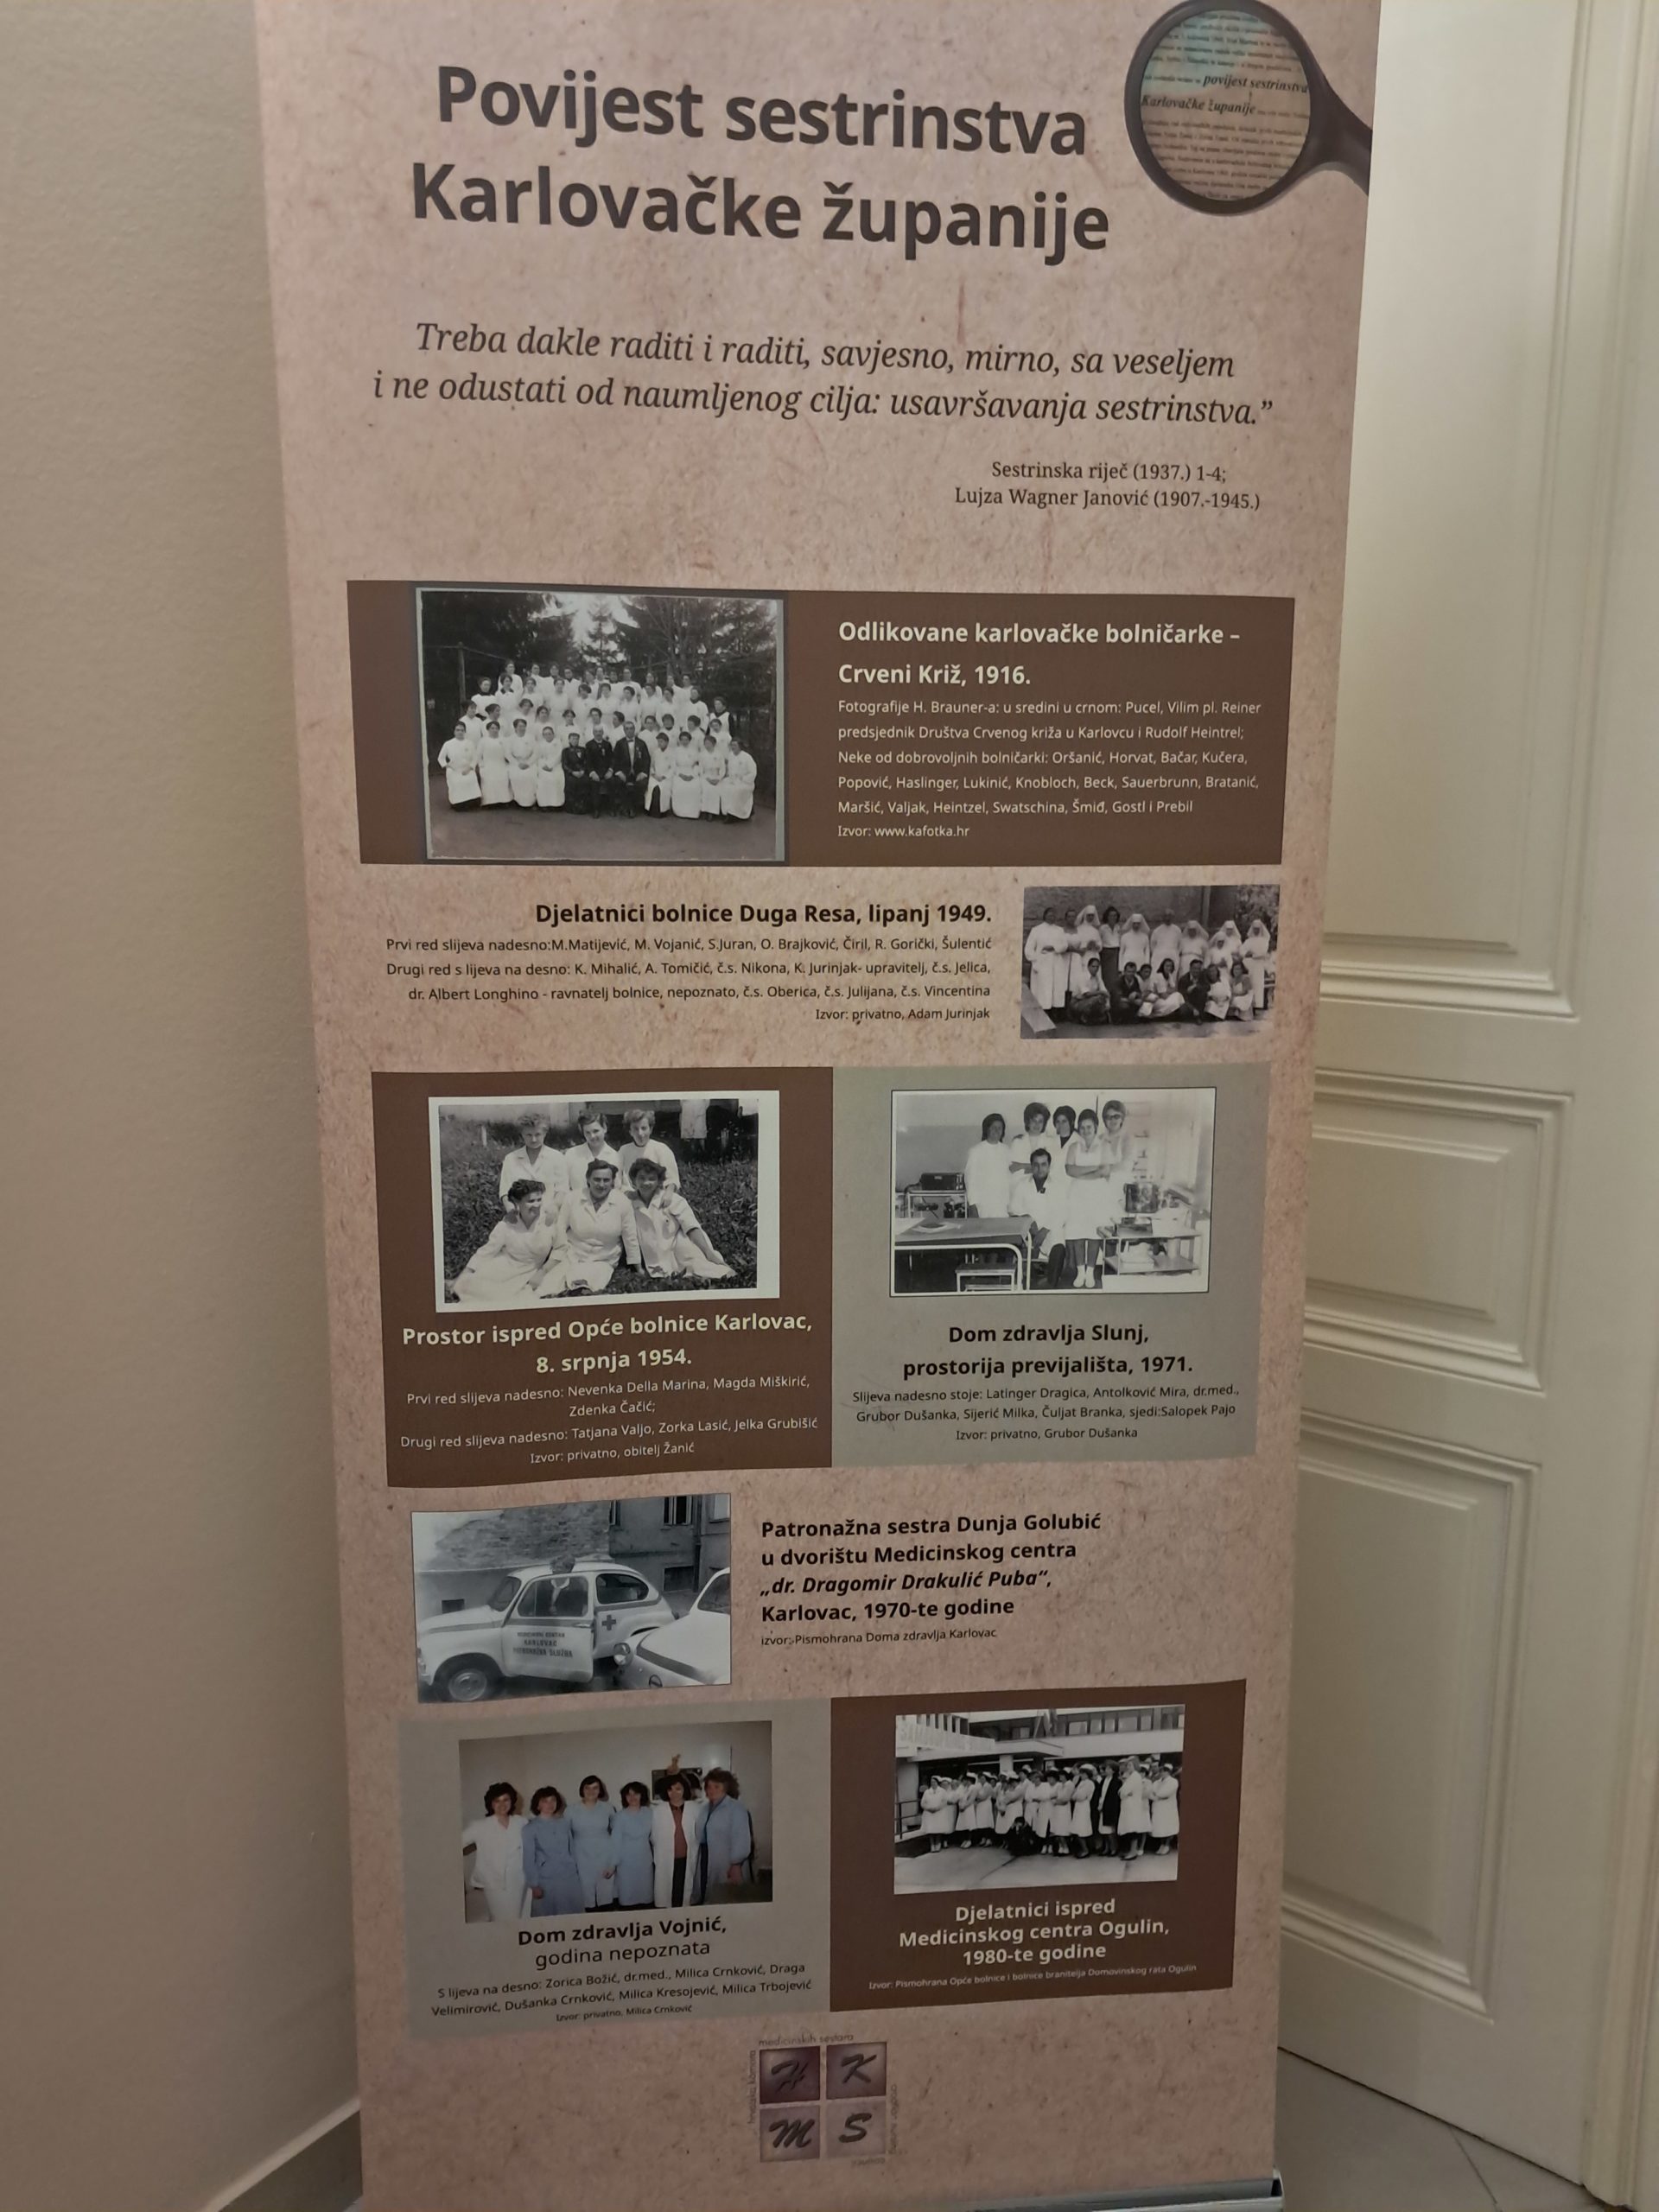 povijest sestrinstva
Karlovačke županije
Povijest sestrinstva
Karlovačke županije
Treba dakle raditi i raditi, savjesno, mirno, sa veseljem
i ne odustati od naumljenog cilja: usavršavanja sestrinstva.”
Sestrinska riječ (1937.) 1-4;
Lujza Wagner Janović (1907.-1945.)
Odlikovane karlovačke bolničarke –
Crveni Križ, 1916.
Fotografije H. Brauner-a: u sredini u crnom: Pucel, Vilim pl. Reiner
predsjednik Društva Crvenog križa u Karlovcu i Rudolf Heintrel;
Neke od dobrovoljnih bolničarki: Oršanić, Horvat, Bačar, Kučera,
Popović, Haslinger, Lukinić, Knobloch, Beck, Sauerbrunn, Bratanić,
Maršić, Valjak, Heintzel, Swatschina, Šmiđ, Gostl i Prebil
Izvor: www.kafotka.hr
Djelatnici bolnice Duga Resa, lipanj 1949.
Prvi red slijeva nadesno:M.Matijević, M. Vojanić, S.Juran, O. Brajković, Ćiril, R. Gorički, Šulentić
Drugi red s lijeva na desno: K. Mihalić, A. Tomičić, č.s. Nikona, K. Jurinjak- upravitelj, č.s. Jelica,
dr. Albert Longhino - ravnatelj bolnice, nepoznato, č.s. Oberica, č.s. Julijana, č.s. Vincentina
Izvor: privatno, Adam Jurinjak
Prostor ispred Opće bolnice Karlovac,
8. srpnja 1954.
Prvi red slijeva nadesno: Nevenka Della Marina, Magda Miškirić,
Zdenka Čačić;
Drugi red slijeva nadesno: Tatjana Valjo, Zorka Lasić, Jelka Grubišić
Izvor: privatno, obitelj Žanić
Dom zdravlja Slunj,
prostorija previjališta, 1971.
Slijeva nadesno stoje: Latinger Dragica, Antolković Mira, dr.med.,
Grubor Dušanka, Sijerić Milka, Čuljat Branka, sjedi:Salopek Pajo
Izvor: privatno, Grubor Dušanka
KARLOVAC
Patronažna sestra Dunja Golubić
u dvorištu Medicinskog centra
„dr. Dragomir Drakulić Puba“,
Karlovac, 1970-te godine
izvor: Pismohrana Doma zdravlja Karlovac
Dom zdravlja Vojnić,
godina nepoznata
S lijeva na desno: Zorica Božić, dr.med., Milica Crnković, Draga
Velimirović, Dušanka Crnković, Milica Kresojević, Milica Trbojević
Izvor: privatno, Milica Crnković
Djelatnici ispred
Medicinskog centra Ogulin,
1980-te godine
Izvor: Pismohrana Opće bolnice i bolnice branitelja Domovinskog rata Ogulin
medicinskih sestara
H K
M S